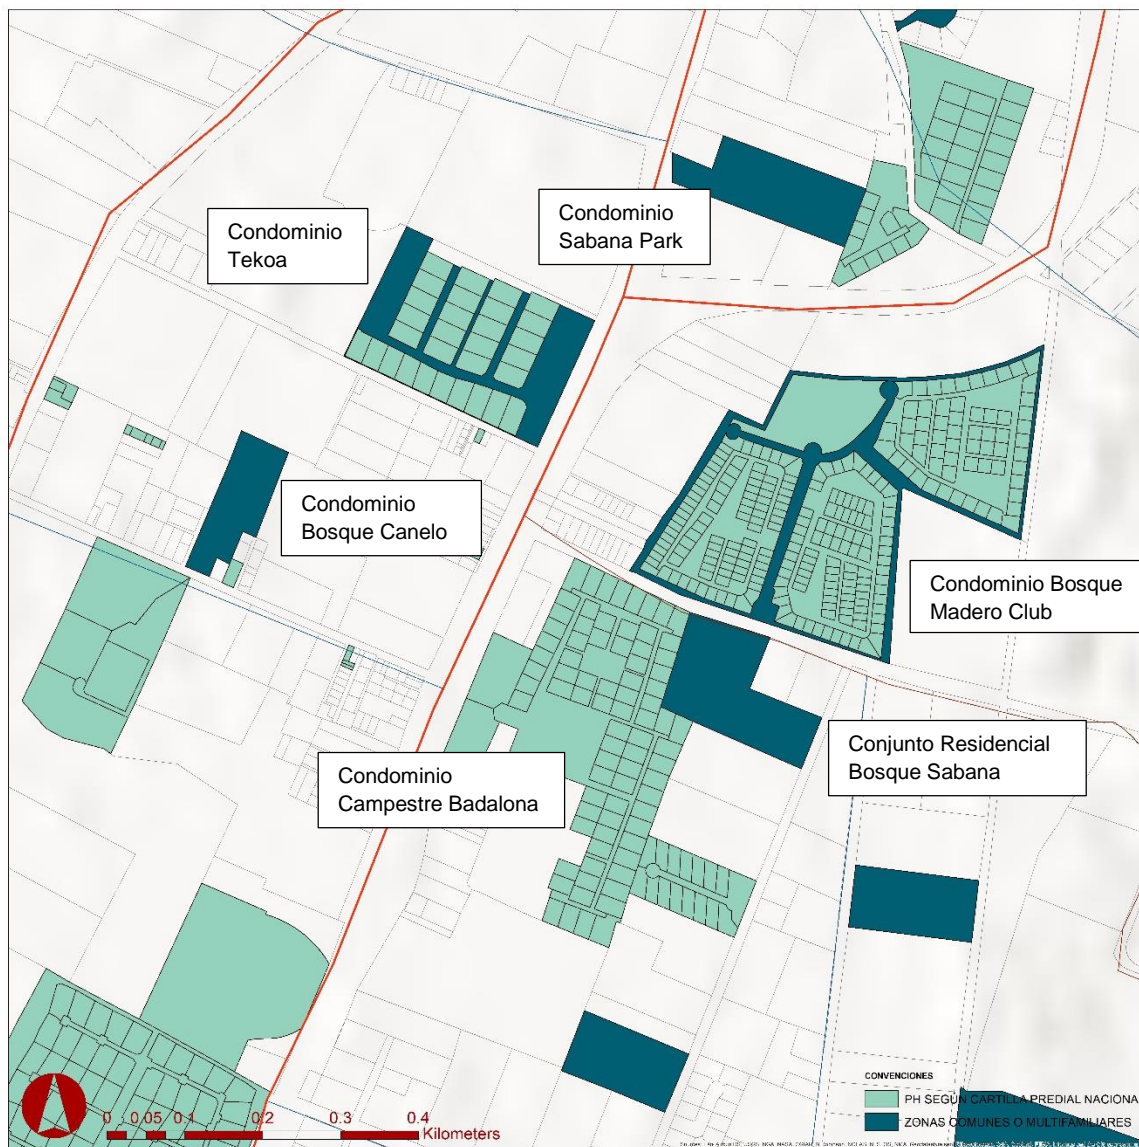 Condominio
Sabana Park
Condominio
Tekoa
Condominio
Bosque Canelo
Condominio Bosque
Madero Club
Conjunto Residencial
Bosque Sabana
Condominio
Campestre Badalona
CONVENCIONES
PH SEGÚN CARTILLA PREDIAL NACIONA
ZONAS COMUNES O MULTIFAMILIARES
0 0.05 0.1 0.2 0.3 0.4
Kilometers